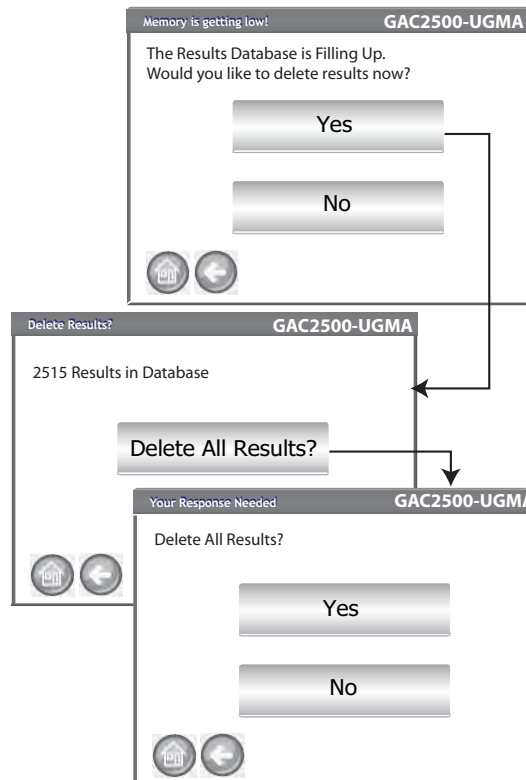 Memory is getting low! GAC2500-UGMA
The Results Database is Filling Up.
Would you like to delete results now?
Yes
No
Delete Results? GAC2500-UGMA
2515 Results in Database
Delete All Results?
Your Response Needed GAC2500-UGMA
Delete All Results?
Yes
No